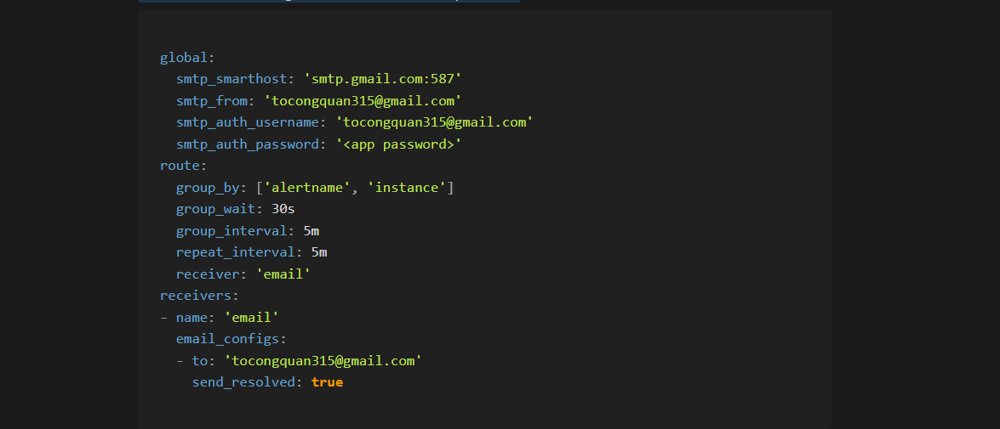 global:
  smtp_smarthost: 'smtp.gmail.com:587'
  smtp_from: 'tocongquan315@gmail.com'
  smtp_auth_username: 'tocongquan315@gmail.com'
  smtp_auth_password: '<app password>'
route:
  group_by: ['alertname', 'instance']
  group_wait: 30s
  group_interval: 5m
  repeat_interval: 5m
  receiver: 'email'
receivers:
- name: 'email'
  email_configs:
  - to: 'tocongquan315@gmail.com'
    send_resolved: true